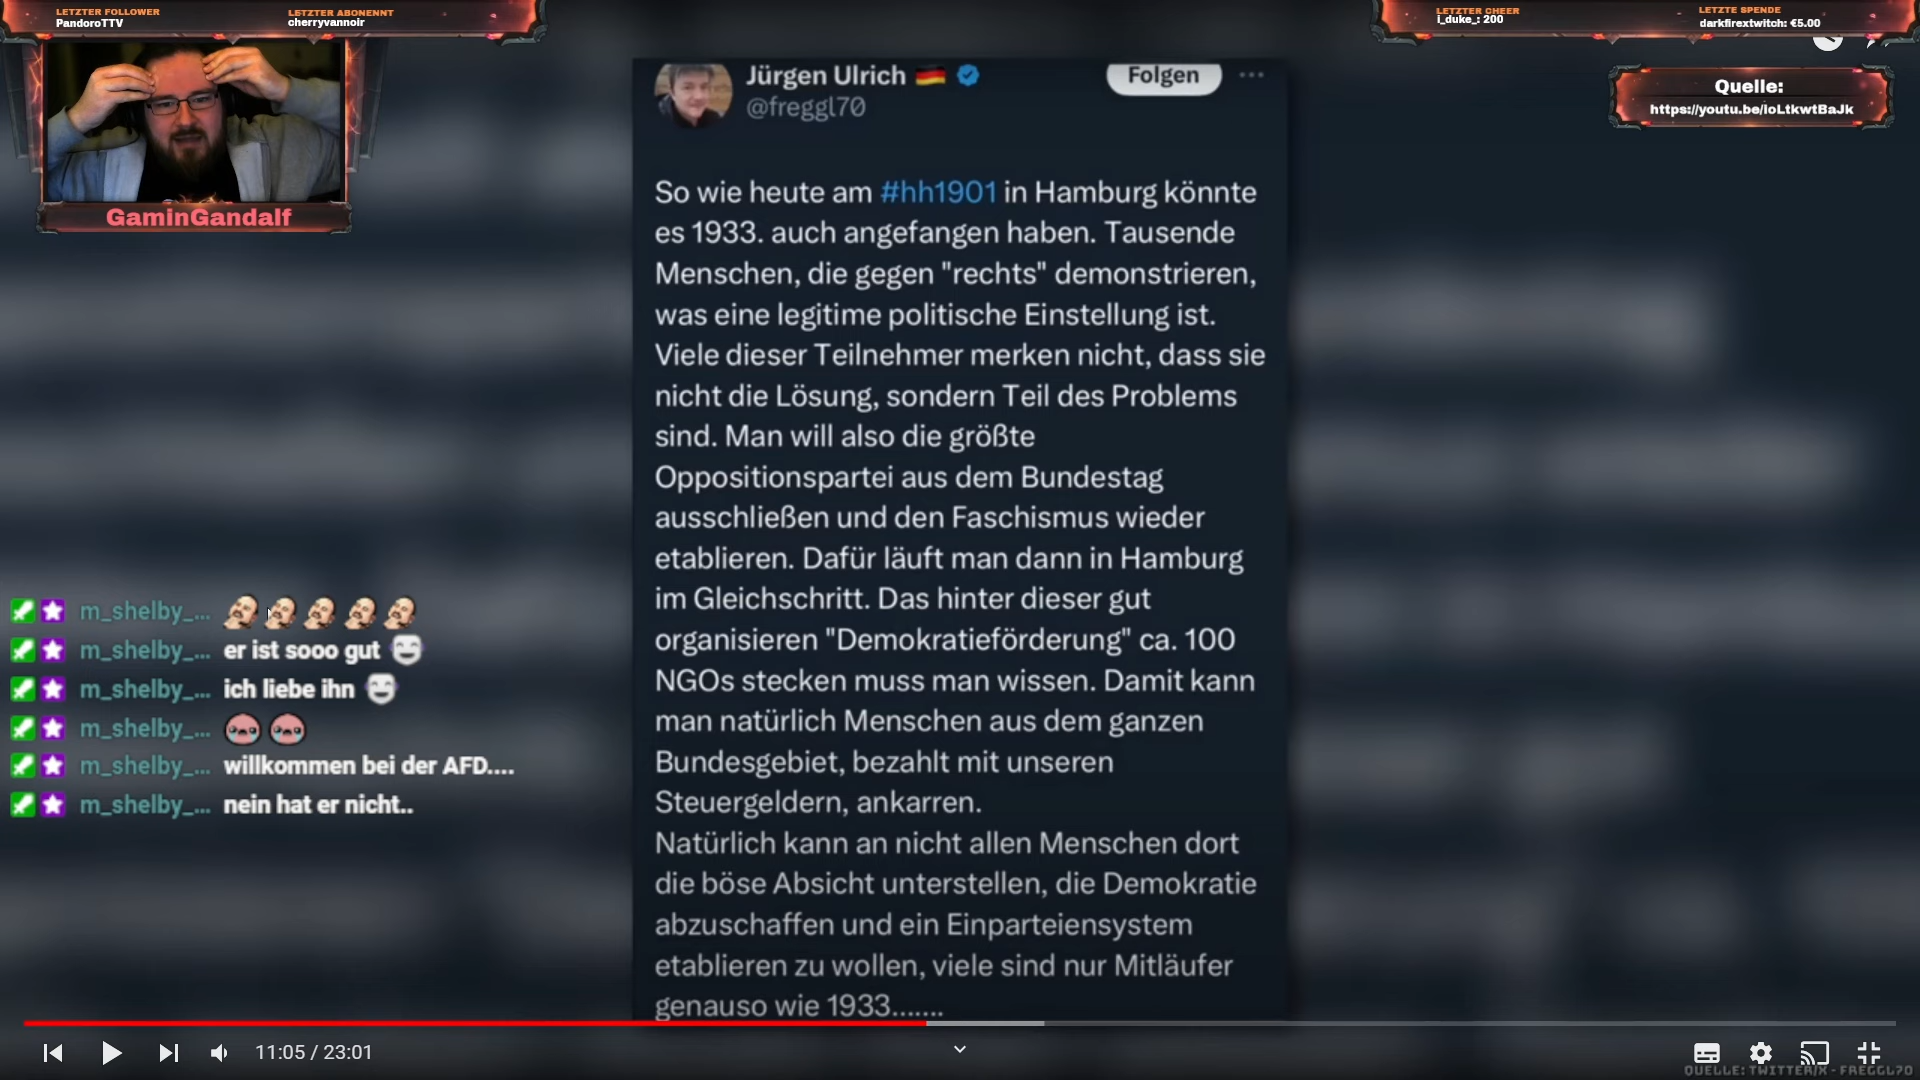 LETZTER FOLLOWER
PandoroTTV
LETZTER ABONENNT
cherryvannoir
LETZTER CHEER
i_duke_: 200
LETZTE SPENDE
darkfirextwitch: €5.00
GaminGandalf
Quelle:
https://youtu.be/ioLtkwtBaJk
Jürgen Ulrich
@freggl70
Folgen
So wie heute am #hh1901 in Hamburg könnte
es 1933. auch angefangen haben. Tausende
Menschen, die gegen "rechts" demonstrieren,
was eine legitime politische Einstellung ist.
Viele dieser Teilnehmer merken nicht, dass sie
nicht die Lösung, sondern Teil des Problems
sind. Man will also die größte
Oppositionspartei aus dem Bundestag
ausschließen und den Faschismus wieder
etablieren. Dafür läuft man dann in Hamburg
im Gleichschritt. Das hinter dieser gut
organisieren "Demokratieförderung" ca. 100
NGOs stecken muss man wissen. Damit kann
man natürlich Menschen aus dem ganzen
Bundesgebiet, bezahlt mit unseren
Steuergeldern, ankarren.
Natürlich kann an nicht allen Menschen dort
die böse Absicht unterstellen, die Demokratie
abzuschaffen und ein Einparteiensystem
etablieren zu wollen, viele sind nur Mitläufer
genauso wie 1933.......
m_shelby_...
m_shelby_... er ist sooo gut
m_shelby_... ich liebe ihn
m_shelby_...
m_shelby_... willkommen bei der AFD....
m_shelby_... nein hat er nicht..
11:05 / 23:01
QUELLE: TWITTER/X - FREGGL70